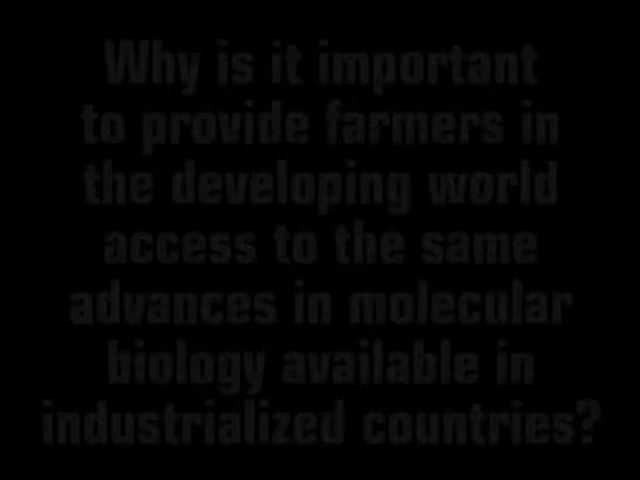 Why is it important
to provide farmers in
the developing world
access to the same
advances in molecular
biology available in
industrialized countries?